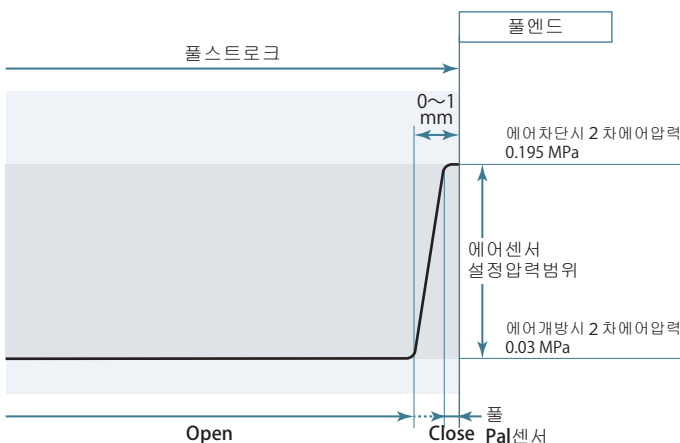 풀엔드
풀스트로크
0〜1
mm
에어차단시 2 차에어압력
0.195 MPa
에어센서
설정압력범위
에어개방시 2 차에어압력
0.03 MPa
Open
Close
풀
Pal센서